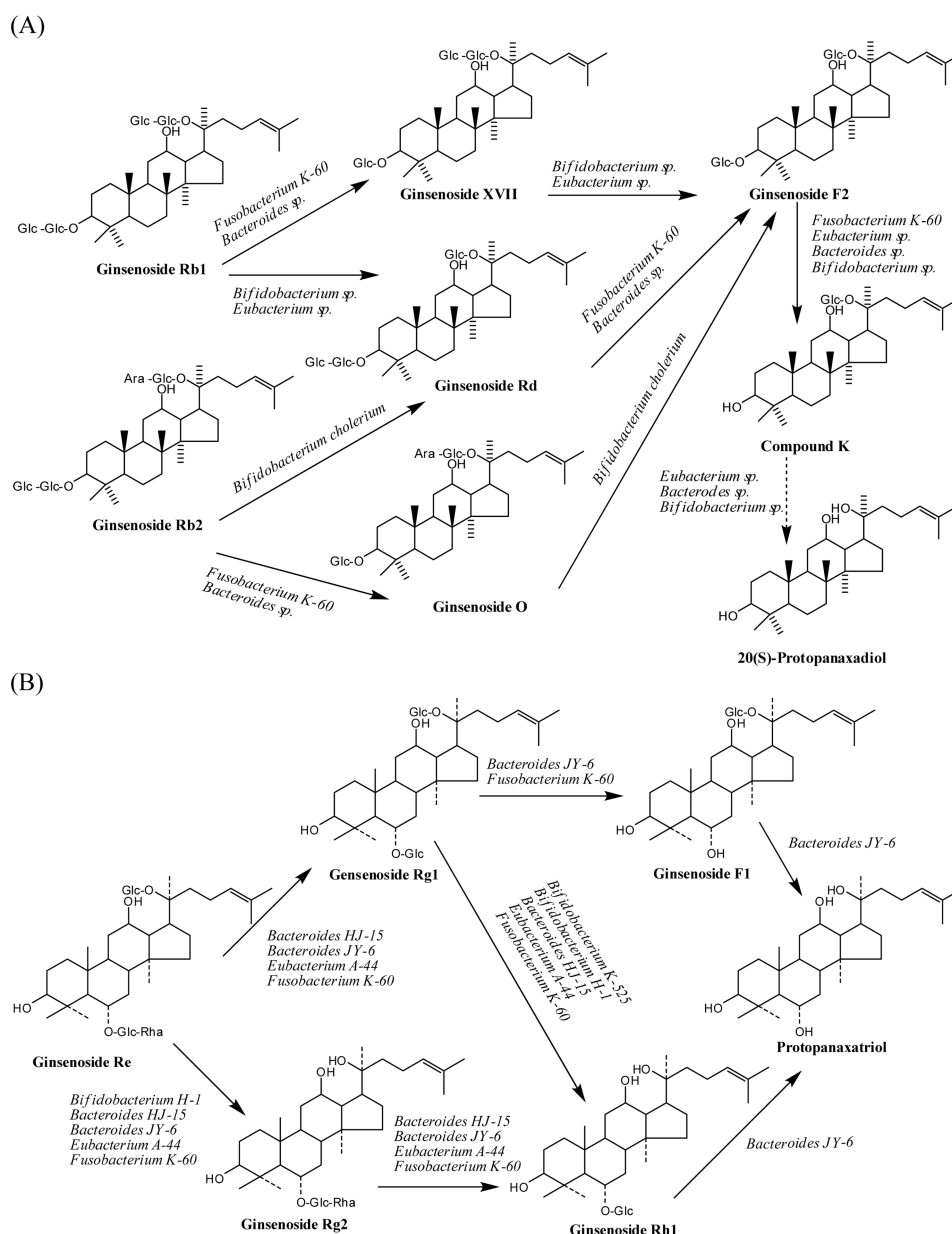 (A)
Glc -Glc-O
OH
Glc-O
Ginsenoside XVII
Glc-O
OH
Glc-O
Ginsenoside F2
Glc -Glc-O
OH
Glc -Glc-O
Ginsenoside Rb1
Fusobacterium K-60
Bacteroides sp.
Bifidobacterium sp.
Eubacterium sp.
Fusobacterium K-60
Eubacterium sp.
Bacteroides sp.
Bifidobacterium sp.
Bifidobacterium sp.
Eubacterium sp.
Glc-O
OH
Glc -Glc-O
Ginsenoside Rd
Fusobacterium K-60
Bacteroides sp.
Glc-O
OH
HO
Compound K
Ara -Glc-O
OH
Glc -Glc-O
Ginsenoside Rb2
Bifidobacterium cholerium
Bifidobacterium cholerium
Ara -Glc-O
OH
Glc-O
Ginsenoside O
Fusobacterium K-60
Bacteroides sp.
Eubacterium sp.
Bacterodes sp.
Bifidobacterium sp.
HO
OH
HO
20(S)-Protopanaxadiol
(B)
Glc-O
OH
HO
O-Glc
Gensenoside Rg1
Bacteroides JY-6
Fusobacterium K-60
Glc-O
OH
HO
OH
Ginsenoside F1
Bacteroides JY-6
Glc-O
OH
HO
O-Glc-Rha
Ginsenoside Re
Bacteroides HJ-15
Bacteroides JY-6
Eubacterium A-44
Fusobacterium K-60
Bifidobacterium K-525
Bifidobacterium H-1
Bacteroides HJ-15
Eubacterium A-44
Fusobacterium K-60
HO
OH
HO
OH
Protopanaxatriol
Bifidobacterium H-1
Bacteroides HJ-15
Bacteroides JY-6
Eubacterium A-44
Fusobacterium K-60
HO
OH
HO
O-Glc-Rha
Ginsenoside Rg2
Bacteroides HJ-15
Bacteroides JY-6
Eubacterium A-44
Fusobacterium K-60
HO
OH
HO
O-Glc
Ginsenoside Rh1
Bacteroides JY-6